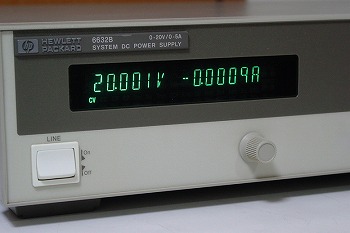 hp HEWLETT PACKARD
6632B 0-20V/0-5A
SYSTEM DC POWER SUPPLY
20.001V -0.0009A
CV
LINE
On
Off